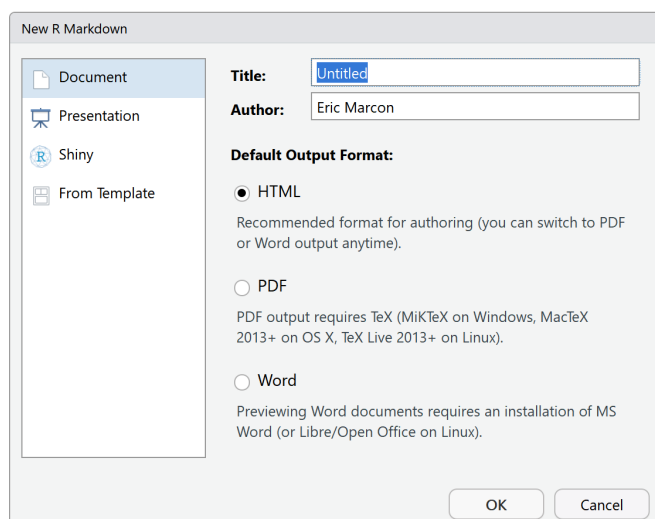 New R Markdown
Document
Presentation
R Shiny
From Template
Title: Untitled
Author: Eric Marcon
Default Output Format:
HTML
Recommended format for authoring (you can switch to PDF
or Word output anytime).
PDF
PDF output requires TeX (MiKTeX on Windows, MacTeX
2013+ on OS X, TeX Live 2013+ on Linux).
Word
Previewing Word documents requires an installation of MS
Word (or Libre/Open Office on Linux).
OK Cancel